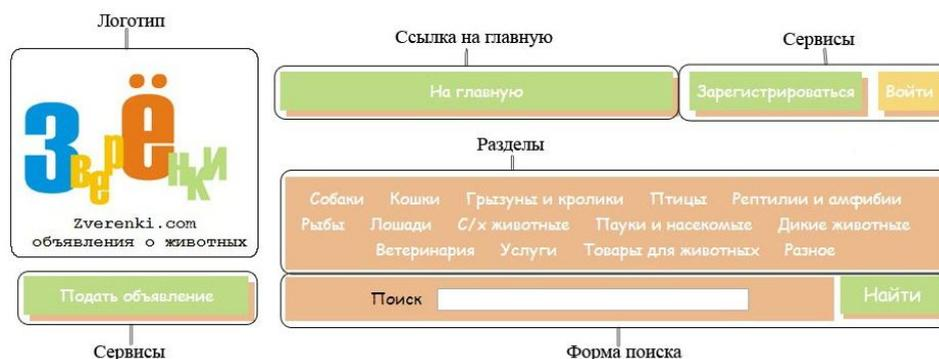 Логотип
Ссылка на главную
Сервисы
ЗверЁнки
Zverenki.com
объявления о животных
На главную
Зарегистрироваться
Войти
Разделы
Собаки Кошки Грызуны и кролики Птицы Рептилии и амфибии
Рыбы Лошади С/х животные Пауки и насекомые Дикие животные
Ветеринария Услуги Товары для животных Разное
Подать объявление
Поиск
Найти
Сервисы
Форма поиска